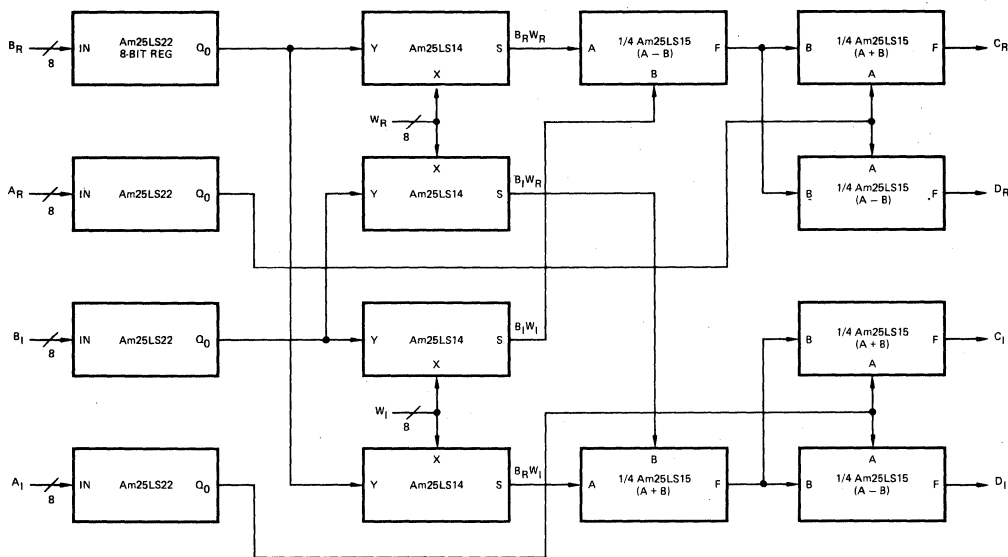 B_R
8
IN
Am25LS22
8-BIT REG
Q_0
Y
Am25LS14
S
X
B_RW_R
A
1/4 Am25LS15
(A – B)
B
F
B
1/4 Am25LS15
(A + B)
F
A
C_R
W_R
8
A_R
8
IN
Am25LS22
Q_0
X
Y
Am25LS14
S
B_IW_R
A
B
1/4 Am25LS15
(A – B)
F
D_R
B_I
8
IN
Am25LS22
Q_0
Y
Am25LS14
S
X
B_IW_I
B
1/4 Am25LS15
(A + B)
F
A
C_I
W_I
8
A_I
8
IN
Am25LS22
Q_0
X
Y
Am25LS14
S
B_RW_I
B
A
1/4 Am25LS15
(A + B)
F
A
B
1/4 Am25LS15
(A – B)
F
D_I